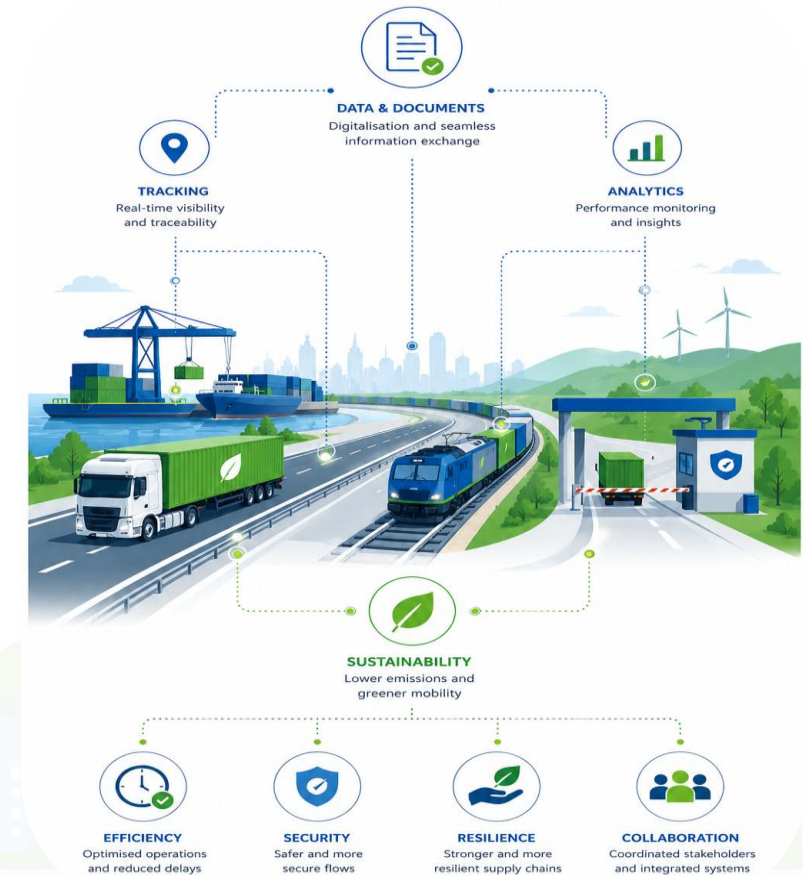 DATA & DOCUMENTS
Digitalisation and seamless
information exchange
TRACKING
Real-time visibility
and traceability
ANALYTICS
Performance monitoring
and insights
SUSTAINABILITY
Lower emissions and
greener mobility
EFFICIENCY
Optimised operations
and reduced delays
SECURITY
Safer and more
secure flows
RESILIENCE
Stronger and more
resilient supply chains
COLLABORATION
Coordinated stakeholders
and integrated systems